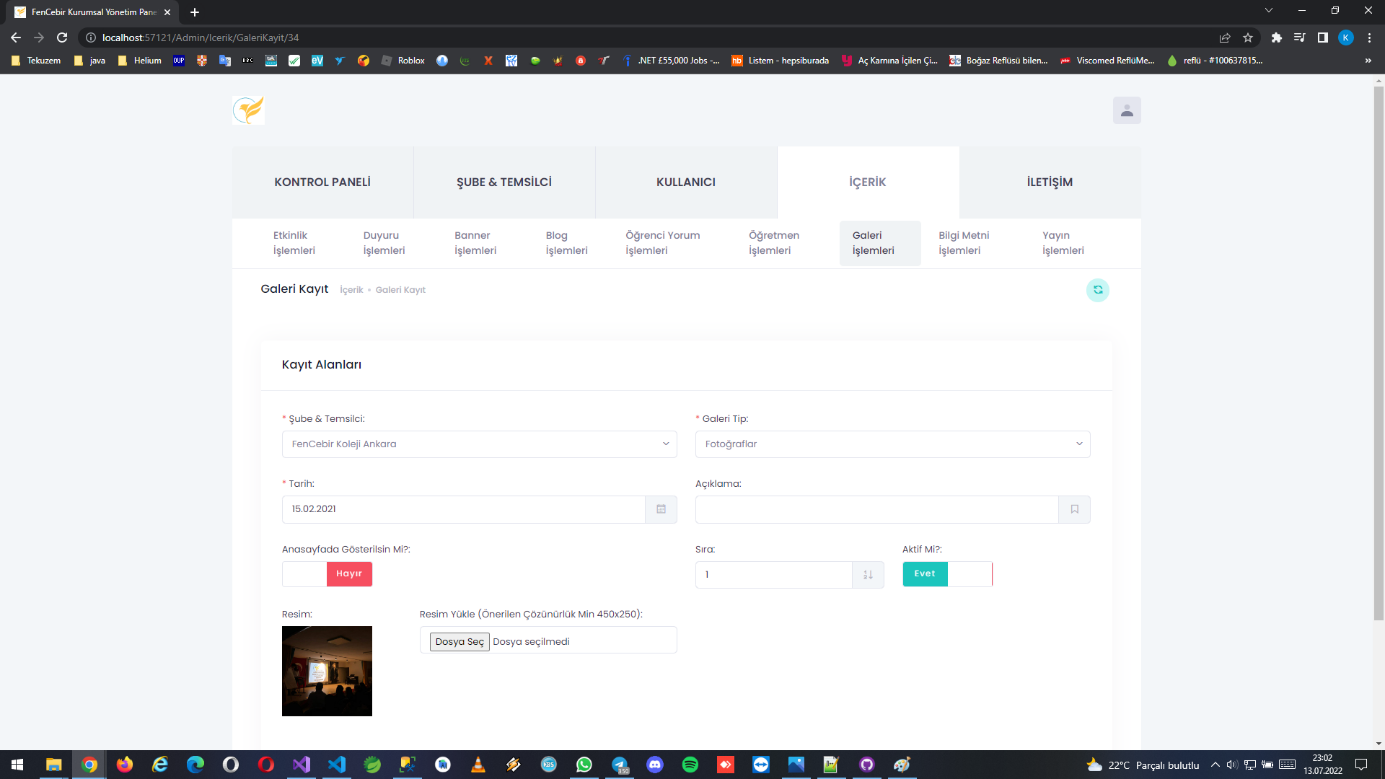 FenCebir Kurumsal Yönetim Pane
localhost:57121/Admin/Icerik/GaleriKayit/34
K
Tekuzem
java
Helium
Roblox
.NET £55,000 Jobs -...
Listem - hepsiburada
Aç Karnına İçilen Çi...
Boğaz Reflüsü bilen...
Viscomed RefluMe...
reflü - #100637815...
KONTROL PANELİ
ŞUBE & TEMSİLCİ
KULLANICI
İÇERİK
İLETİŞİM
Etkinlik İşlemleri
Duyuru İşlemleri
Banner İşlemleri
Blog İşlemleri
Öğrenci Yorum İşlemleri
Öğretmen İşlemleri
Galeri İşlemleri
Bilgi Metni İşlemleri
Yayın İşlemleri
Galeri Kayıt
İçerik • Galeri Kayıt
Kayıt Alanları
* Şube & Temsilci:
* Galeri Tip:
FenCebir Koleji Ankara
Fotoğraflar
* Tarih:
Açıklama:
15.02.2021
Anasayfada Gösterilsin Mi?:
Sıra:
Aktif Mi?:
Hayır
1
Evet
Resim:
Resim Yükle (Önerilen Çözünürlük Min 450x250):
Dosya Seç Dosya seçilmedi
22°C Parçalı bulutlu
23:02
13.07.2022